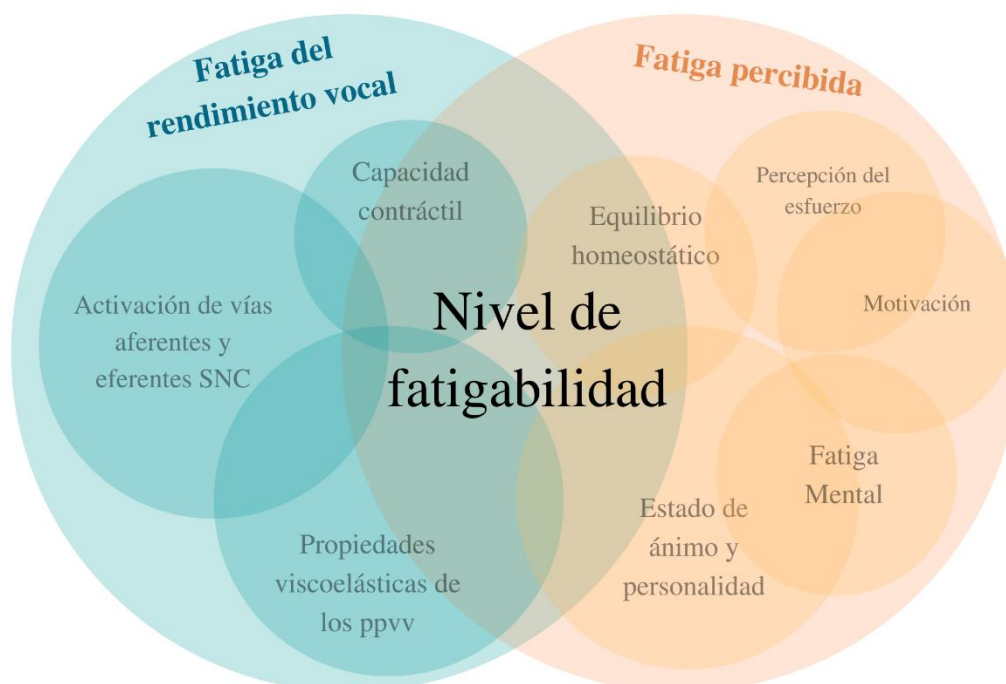 Fatiga del
rendimiento vocal
Fatiga percibida
Capacidad
contráctil
Activación de vías
aferentes y
eferentes SNC
Propiedades
viscoelásticas de
los ppvv
Nivel de
fatigabilidad
Equilibrio
homeostático
Percepción del
esfuerzo
Motivación
Fatiga
Mental
Estado de
ánimo y
personalidad